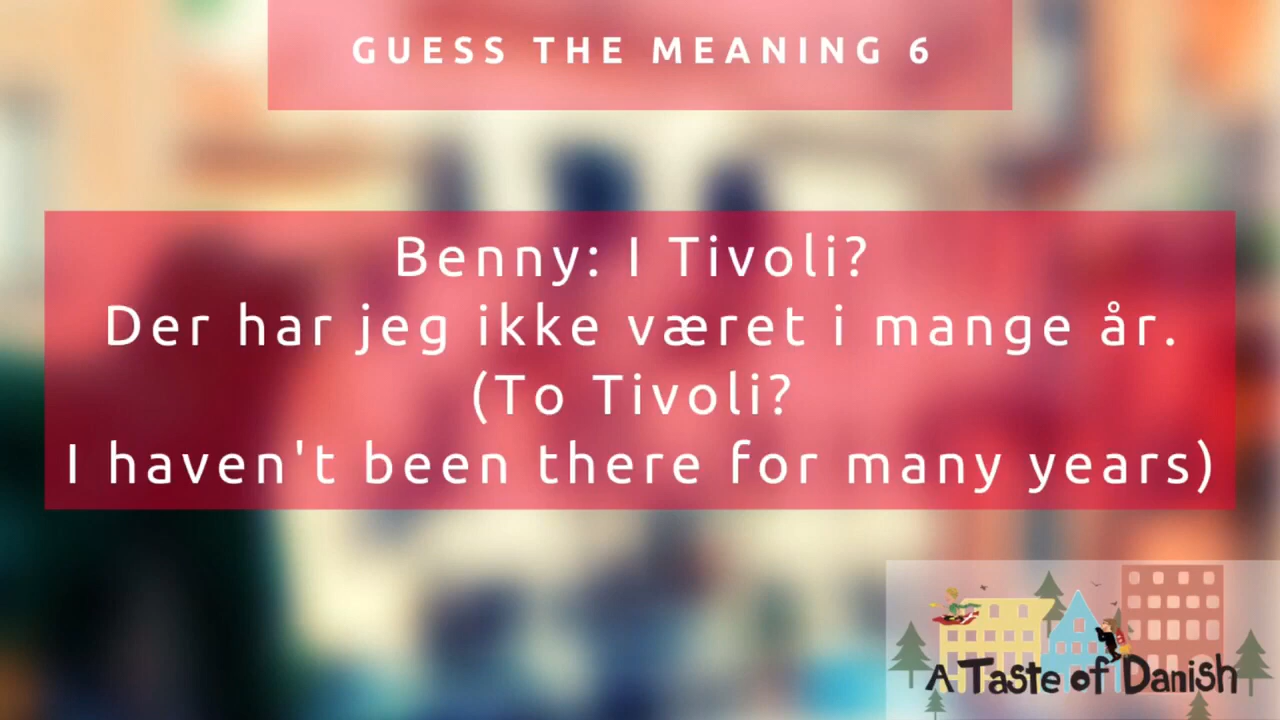 GUESS THE MEANING 6
Benny: I Tivoli?
Der har jeg ikke været i mange år.
(To Tivoli?
I haven't been there for many years)
A Taste of Danish